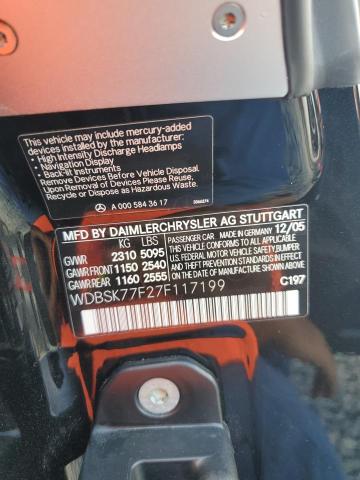 This vehicle may include mercury-added
devices installed by the manufacturer:
• High Intensity Discharge Headlamps
• Navigation Display
• Back-lit Instruments
Remove Devices Before Vehicle Disposal.
Upon Removal of Devices Please Reuse,
Recycle or Dispose as Hazardous Waste.
A 000 584 36 17
MFD BY DAIMLERCHRYSLER AG STUTTGART
KG LBS PASSENGER CAR MADE IN GERMANY 12/05
GVWR 2310 5095 THIS VEHICLE CONFORMS TO ALL APPLICABLE
GAWR FRONT 1150 2540 U.S. FEDERAL MOTOR VEHICLE SAFETY, BUMPER
GAWR REAR 1160 2555 AND THEFT PREVENTION STANDARDS IN EFFECT
ON THE DATE OF MANUFACTURE SHOWN ABOVE.
WDBSK77F27F117199
C197